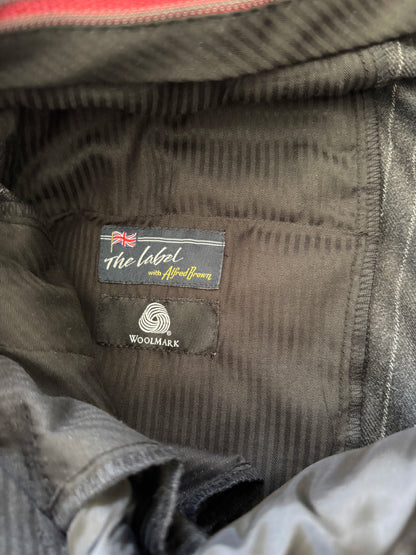 The Label
with Alfred Brown
WOOLMARK